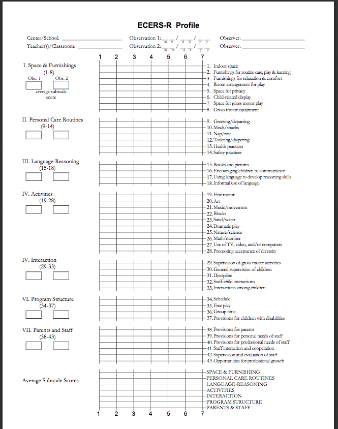 ECERS-R Profile
Center/School: Observation 1: / / Observer:
Teacher(s)/Classroom: Observation 2: / / Observer:
1 2 3 4 5 6 7
I. Space & Furnishings
(1-8)
Obs. 1 Obs. 2
average subscale
score
1. Indoor space
2. Furnishings for routine care, play & learning
3. Furnishings for relaxation & comfort
4. Room arrangement for play
5. Space for privacy
6. Child-related display
7. Space for gross motor play
8. Gross motor equipment
II. Personal Care Routines
(9-14)
9. Greeting/departing
10. Meals/snacks
11. Nap/rest
12. Toileting/diapering
13. Health practices
14. Safety practices
III. Language-Reasoning
(15-18)
15. Books and pictures
16. Encouraging children to communicate
17. Using language to develop reasoning skills
18. Informal use of language
IV. Activities
(19-28)
19. Fine motor
20. Art
21. Music/movement
22. Blocks
23. Sand/water
24. Dramatic play
25. Nature/science
26. Math/number
27. Use of TV, video, and/or computers
28. Promoting acceptance of diversity
IV. Interaction
(29-33)
29. Supervision of gross motor activities
30. General supervision of children
31. Discipline
32. Staff-child interactions
33. Interactions among children
VI. Program Structure
(34-37)
34. Schedule
35. Free play
36. Group time
37. Provisions for children with disabilities
VII. Parents and Staff
(38-43)
38. Provisions for parents
39. Provisions for personal needs of staff
40. Provisions for professional needs of staff
41. Staff interaction and cooperation
42. Supervision and evaluation of staff
43. Opportunities for professional growth
Average Subscale Scores
SPACE & FURNISHING
PERSONAL CARE ROUTINES
LANGUAGE-REASONING
ACTIVITIES
INTERACTION
PROGRAM STRUCTURE
PARENTS & STAFF
1 2 3 4 5 6 7